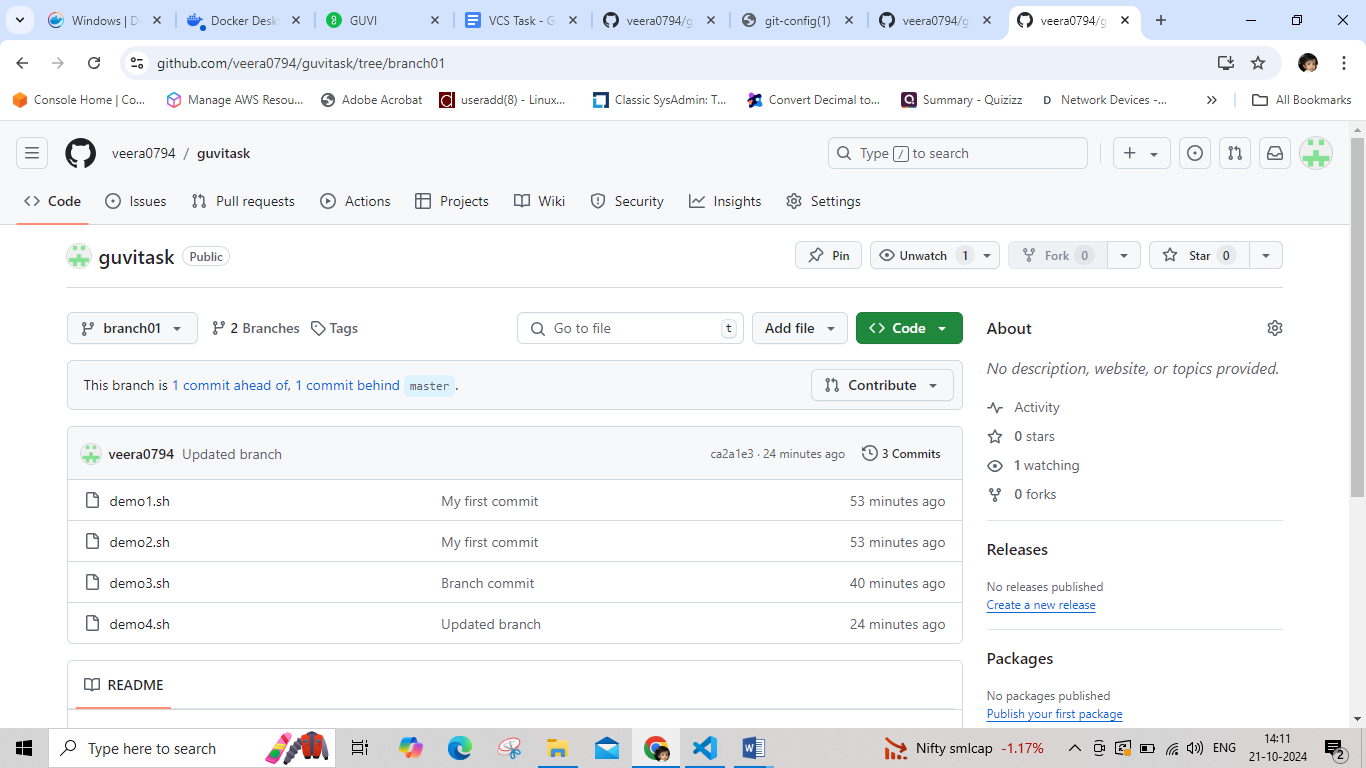 Windows | D
Docker Desk
GUVI
VCS Task - G
veera0794/g
git-config(1)
veera0794/g
veera0794/g
github.com/veera0794/guvitask/tree/branch01
Console Home | Co...
Manage AWS Resou...
Adobe Acrobat
useradd(8) - Linux...
Classic SysAdmin: T...
Convert Decimal to...
Summary - Quizizz
D Network Devices -...
All Bookmarks
veera0794 / guvitask
Type / to search
Code
Issues
Pull requests
Actions
Projects
Wiki
Security
Insights
Settings
guvitask Public
Pin
Unwatch 1
Fork 0
Star 0
branch01
2 Branches
Tags
Go to file t
Add file
Code
This branch is 1 commit ahead of, 1 commit behind master .
Contribute
veera0794 Updated branch ca2a1e3 · 24 minutes ago 3 Commits
demo1.sh My first commit 53 minutes ago
demo2.sh My first commit 53 minutes ago
demo3.sh Branch commit 40 minutes ago
demo4.sh Updated branch 24 minutes ago
README
About
No description, website, or topics provided.
Activity
0 stars
1 watching
0 forks
Releases
No releases published
Create a new release
Packages
No packages published
Publish your first package
Type here to search
Nifty smlcap -1.17%
ENG
14:11
21-10-2024
2